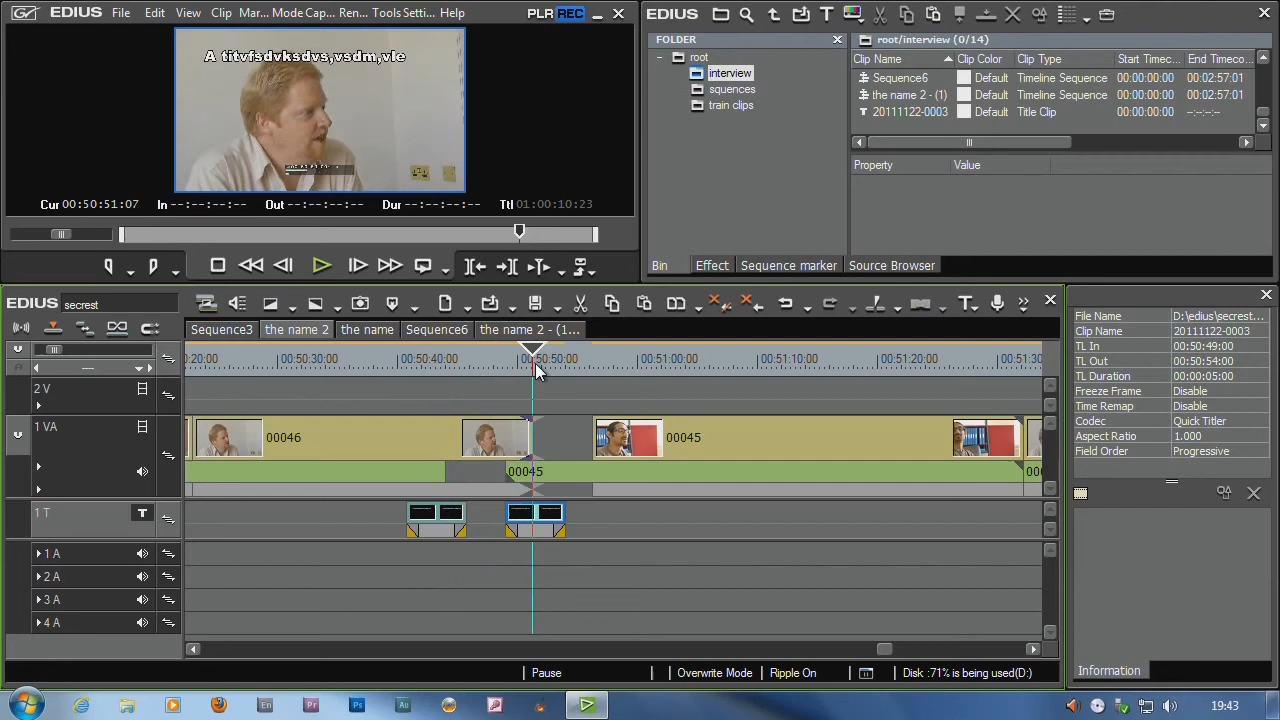 EDIUS File Edit View Clip Mar... Mode Cap... Ren... Tools Setti... Help PLR REC
A titvfsdvksdvs,vsdm,vle
Cur 00:50:51:07 In --:--:--:-- Out --:--:--:-- Dur --:--:--:-- Ttl 01:00:10:23
EDIUS
FOLDER
root
interview
squences
train clips
root/interview (0/14)
Clip Name Clip Color Clip Type Start Timec... End Timeco
Sequence6 Default Timeline Sequence 00:00:00:00 00:02:57:01
the name 2 - (1) Default Timeline Sequence 00:00:00:00 00:02:57:01
T 20111122-0003 Default Title Clip 00:00:00:00 --:--:--:--
Property Value
Bin Effect Sequence marker Source Browser
EDIUS secrest
Sequence3 the name 2 the name Sequence6 the name 2 - (1...
0:20:00 00:50:30:00 00:50:40:00 00:50:50:00 00:51:00:00 00:51:10:00 00:51:20:00 00:51:30
2 V
1 VA
00046 00045
00045 00
1 T T
1 A
2 A
3 A
4 A
Pause Overwrite Mode Ripple On Disk :71% is being used(D:)
File Name D:\edius\secrest...
Clip Name 20111122-0003
TL In 00:50:49:00
TL Out 00:50:54:00
TL Duration 00:00:05:00
Freeze Frame Disable
Time Remap Disable
Codec Quick Titler
Aspect Ratio 1.000
Field Order Progressive
Information
En Pr Ps Au 19:43